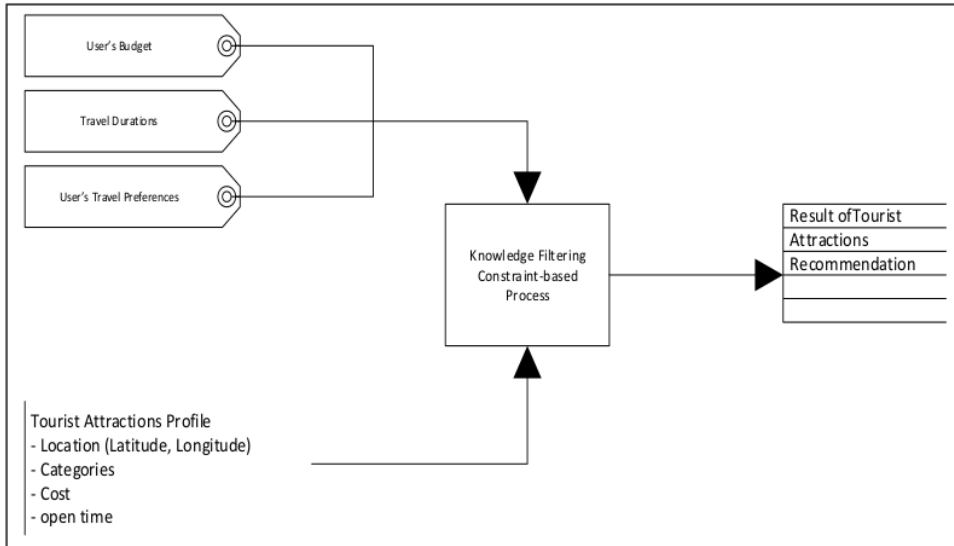 User's Budget
Travel Durations
User's Travel Preferences
Knowledge Filtering
Constraint-based
Process
Result ofTourist
Attractions
Recommendation
Tourist Attractions Profile
- Location (Latitude, Longitude)
- Categories
- Cost
- open time